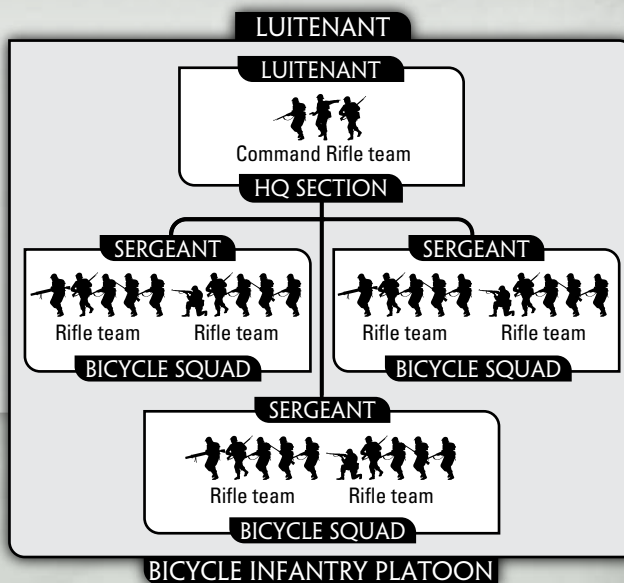 LUITENANT
LUITENANT
Command Rifle team
HQ SECTION
SERGEANT
Rifle team Rifle team
BICYCLE SQUAD
SERGEANT
Rifle team Rifle team
BICYCLE SQUAD
SERGEANT
Rifle team Rifle team
BICYCLE SQUAD
BICYCLE INFANTRY PLATOON